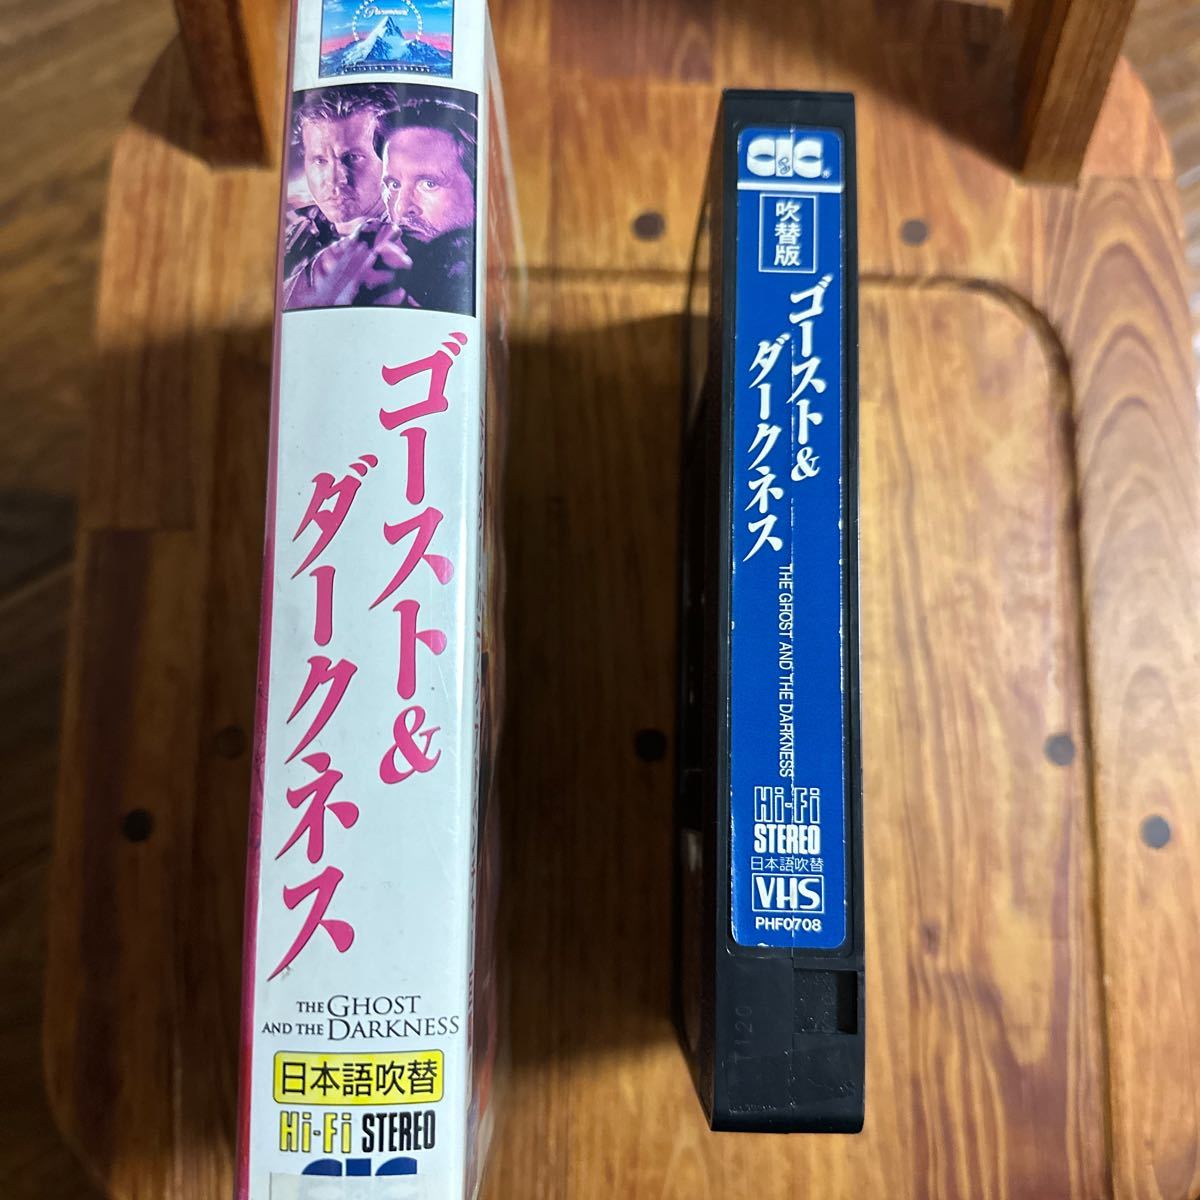 Paramount
ゴースト&
ダークネス
THE GHOST
AND THE DARKNESS
日本語吹替
Hi-Fi STEREO
CIC
CIC
吹替版
ゴースト&
ダークネス
THE GHOST AND THE DARKNESS
Hi-Fi
STEREO
日本語吹替
VHS
PHF0708
T120